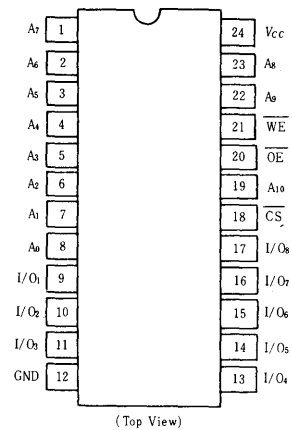 A7 1 24 Vcc
A6 2 23 A8
A5 3 22 A9
A4 4 21 WE
A3 5 20 OE
A2 6 19 A10
A1 7 18 CS
A0 8 17 I/O8
I/O1 9 16 I/O7
I/O2 10 15 I/O6
I/O3 11 14 I/O5
GND 12 13 I/O4
(Top View)